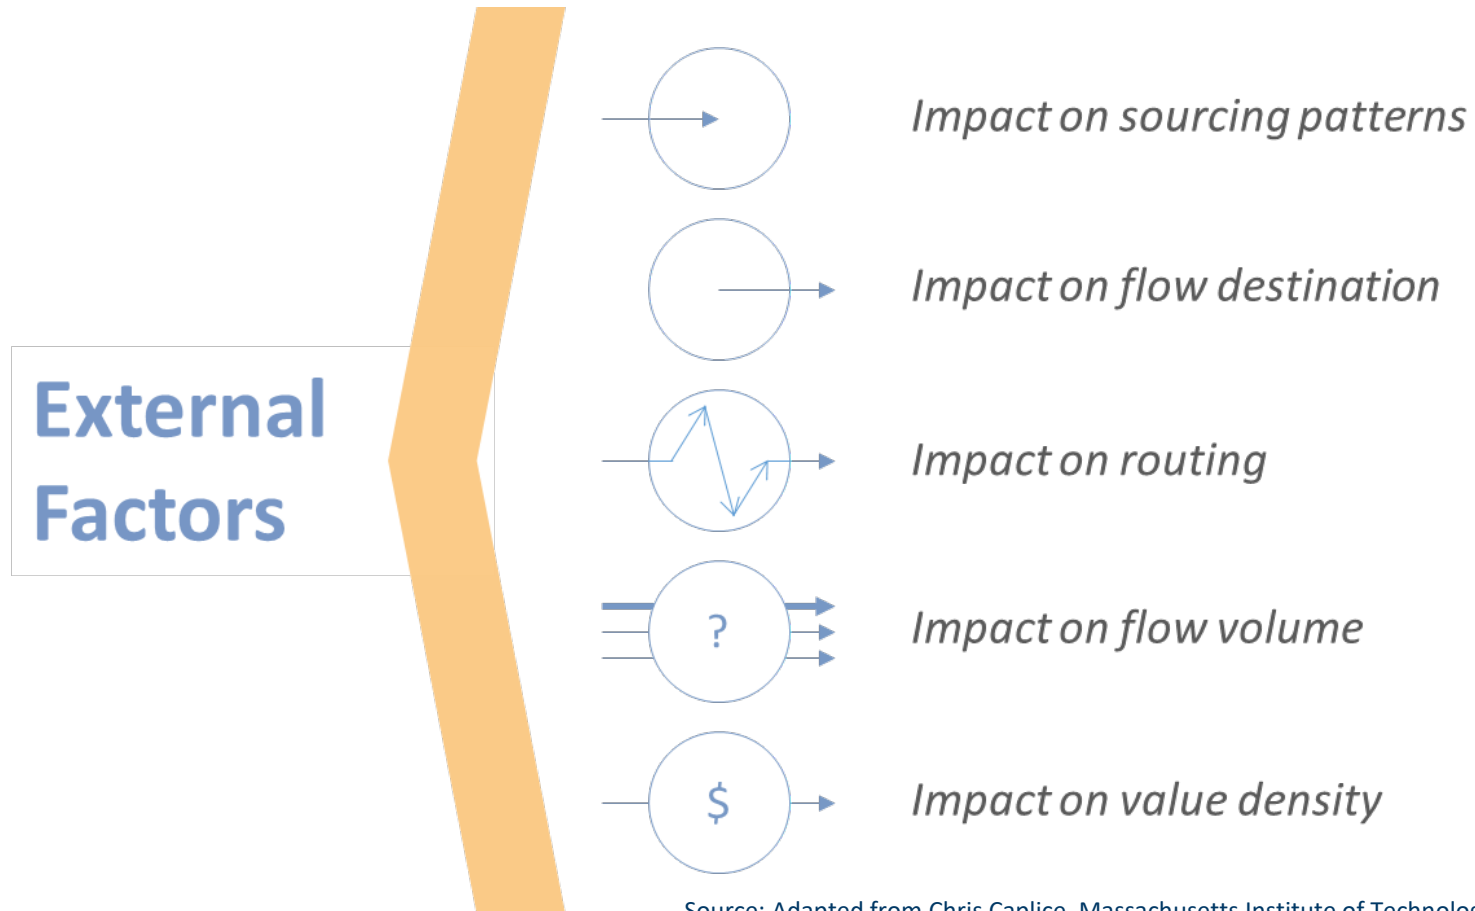 Impact on sourcing patterns
Impact on flow destination
External
Factors
Impact on routing
?
Impact on flow volume
$
Impact on value density
Source: Adapted from Chris Caplice, Massachusetts Institute of Technolo